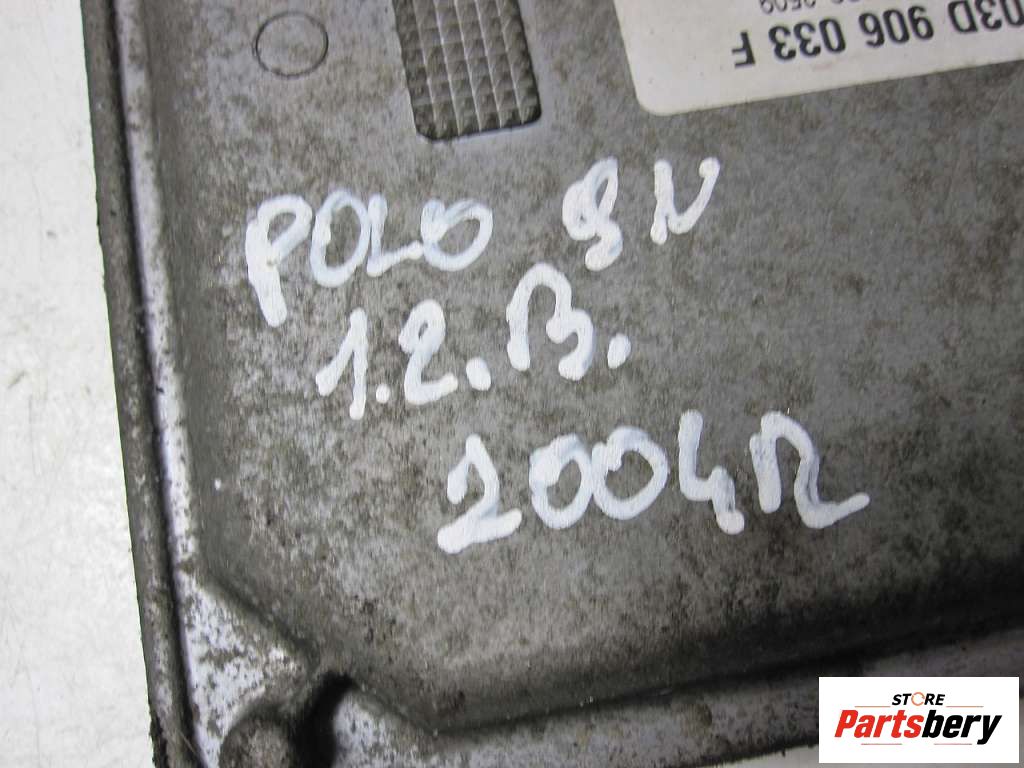 03D 906 033 F
POLO 9N
1.2.B.
2004R
STORE
Partsbery